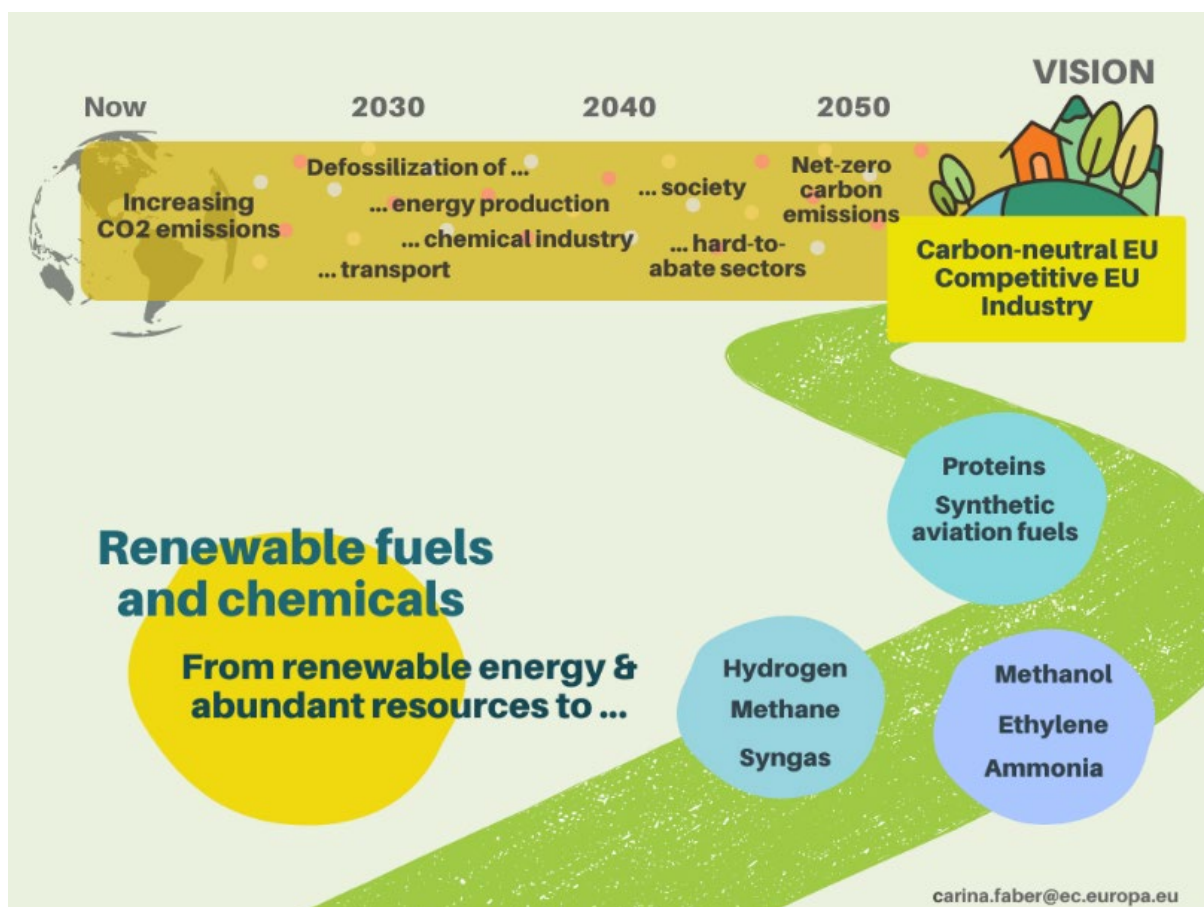 VISION
Now
2030
2040
2050
Increasing
CO2 emissions
Defossilization of ...
... energy production
... chemical industry
... transport
... society
... hard-to-
abate sectors
Net-zero
carbon
emissions
Carbon-neutral EU
Competitive EU
Industry
Proteins
Synthetic
aviation fuels
Renewable fuels
and chemicals
From renewable energy &
abundant resources to ...
Hydrogen
Methane
Syngas
Methanol
Ethylene
Ammonia
carina.faber@ec.europa.eu